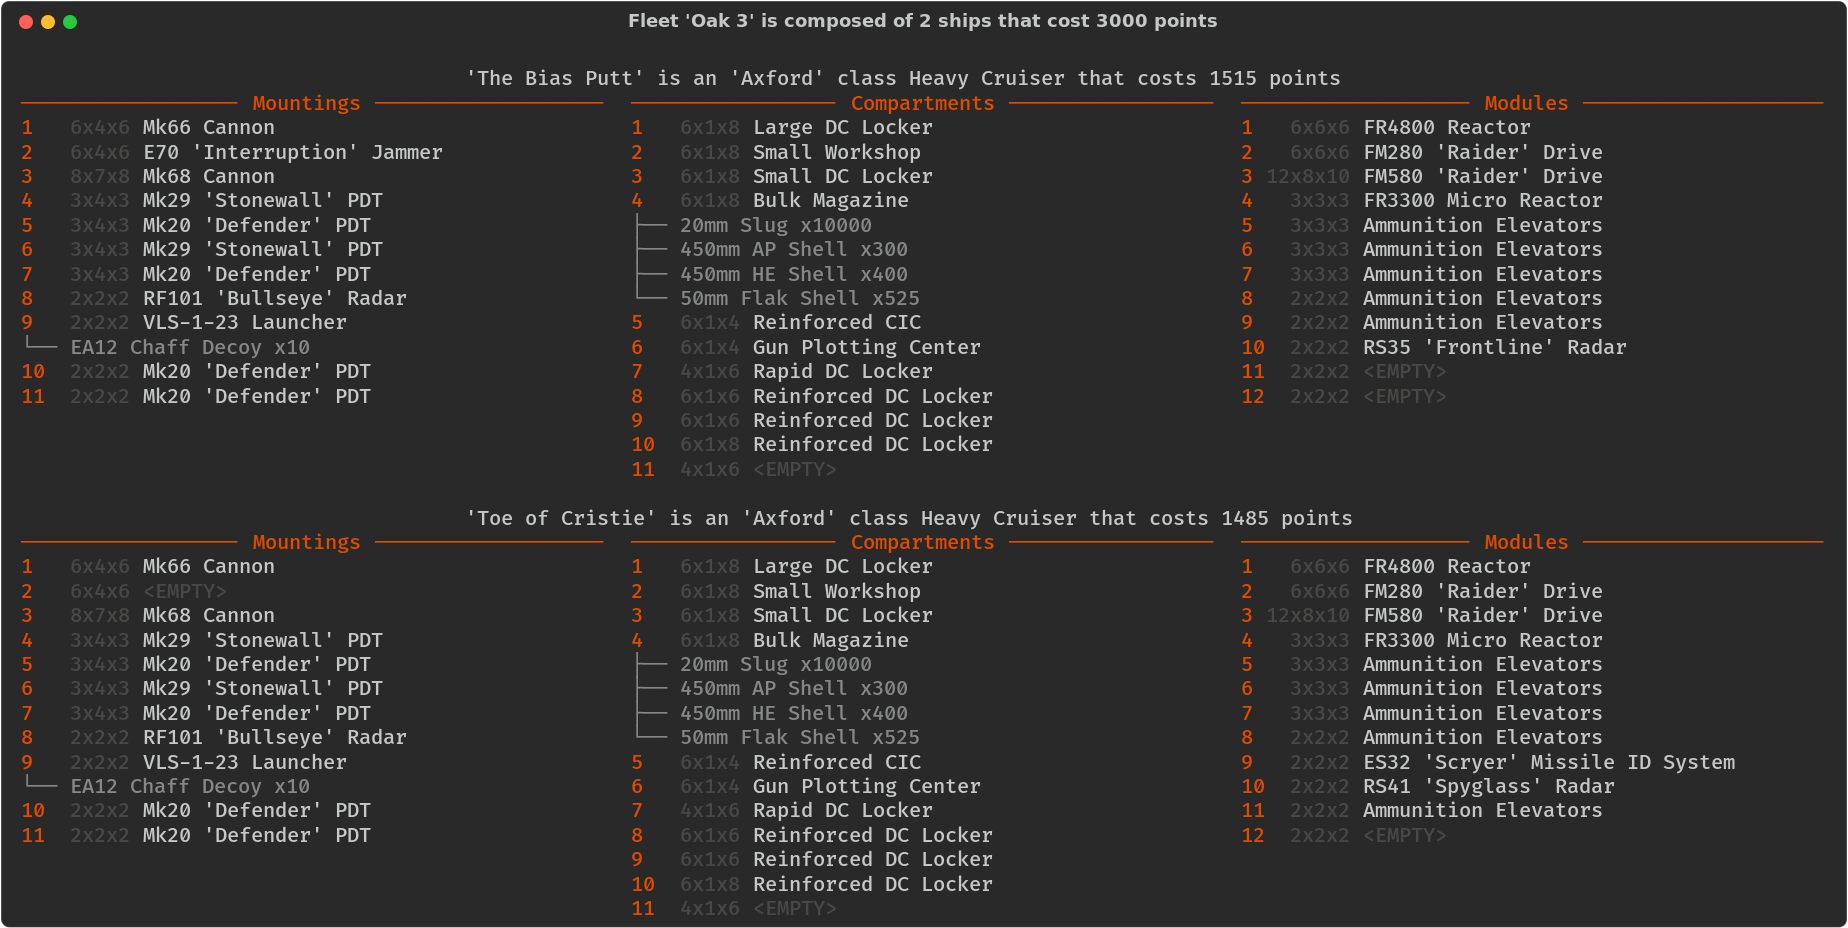 Fleet 'Oak 3' is composed of 2 ships that cost 3000 points
'The Bias Putt' is an 'Axford' class Heavy Cruiser that costs 1515 points
Mountings
1 6x4x6 Mk66 Cannon
2 6x4x6 E70 'Interruption' Jammer
3 8x7x8 Mk68 Cannon
4 3x4x3 Mk29 'Stonewall' PDT
5 3x4x3 Mk20 'Defender' PDT
6 3x4x3 Mk29 'Stonewall' PDT
7 3x4x3 Mk20 'Defender' PDT
8 2x2x2 RF101 'Bullseye' Radar
9 2x2x2 VLS-1-23 Launcher
└── EA12 Chaff Decoy x10
10 2x2x2 Mk20 'Defender' PDT
11 2x2x2 Mk20 'Defender' PDT
Compartments
1 6x1x8 Large DC Locker
2 6x1x8 Small Workshop
3 6x1x8 Small DC Locker
4 6x1x8 Bulk Magazine
├── 20mm Slug x10000
├── 450mm AP Shell x300
├── 450mm HE Shell x400
└── 50mm Flak Shell x525
5 6x1x4 Reinforced CIC
6 6x1x4 Gun Plotting Center
7 4x1x6 Rapid DC Locker
8 6x1x6 Reinforced DC Locker
9 6x1x6 Reinforced DC Locker
10 6x1x8 Reinforced DC Locker
11 4x1x6 <EMPTY>
Modules
1 6x6x6 FR4800 Reactor
2 6x6x6 FM280 'Raider' Drive
3 12x8x10 FM580 'Raider' Drive
4 3x3x3 FR3300 Micro Reactor
5 3x3x3 Ammunition Elevators
6 3x3x3 Ammunition Elevators
7 3x3x3 Ammunition Elevators
8 2x2x2 Ammunition Elevators
9 2x2x2 Ammunition Elevators
10 2x2x2 RS35 'Frontline' Radar
11 2x2x2 <EMPTY>
12 2x2x2 <EMPTY>
'Toe of Cristie' is an 'Axford' class Heavy Cruiser that costs 1485 points
Mountings
1 6x4x6 Mk66 Cannon
2 6x4x6 <EMPTY>
3 8x7x8 Mk68 Cannon
4 3x4x3 Mk29 'Stonewall' PDT
5 3x4x3 Mk20 'Defender' PDT
6 3x4x3 Mk29 'Stonewall' PDT
7 3x4x3 Mk20 'Defender' PDT
8 2x2x2 RF101 'Bullseye' Radar
9 2x2x2 VLS-1-23 Launcher
└── EA12 Chaff Decoy x10
10 2x2x2 Mk20 'Defender' PDT
11 2x2x2 Mk20 'Defender' PDT
Compartments
1 6x1x8 Large DC Locker
2 6x1x8 Small Workshop
3 6x1x8 Small DC Locker
4 6x1x8 Bulk Magazine
├── 20mm Slug x10000
├── 450mm AP Shell x300
├── 450mm HE Shell x400
└── 50mm Flak Shell x525
5 6x1x4 Reinforced CIC
6 6x1x4 Gun Plotting Center
7 4x1x6 Rapid DC Locker
8 6x1x6 Reinforced DC Locker
9 6x1x6 Reinforced DC Locker
10 6x1x8 Reinforced DC Locker
11 4x1x6 <EMPTY>
Modules
1 6x6x6 FR4800 Reactor
2 6x6x6 FM280 'Raider' Drive
3 12x8x10 FM580 'Raider' Drive
4 3x3x3 FR3300 Micro Reactor
5 3x3x3 Ammunition Elevators
6 3x3x3 Ammunition Elevators
7 3x3x3 Ammunition Elevators
8 2x2x2 Ammunition Elevators
9 2x2x2 ES32 'Scryer' Missile ID System
10 2x2x2 RS41 'Spyglass' Radar
11 2x2x2 Ammunition Elevators
12 2x2x2 <EMPTY>